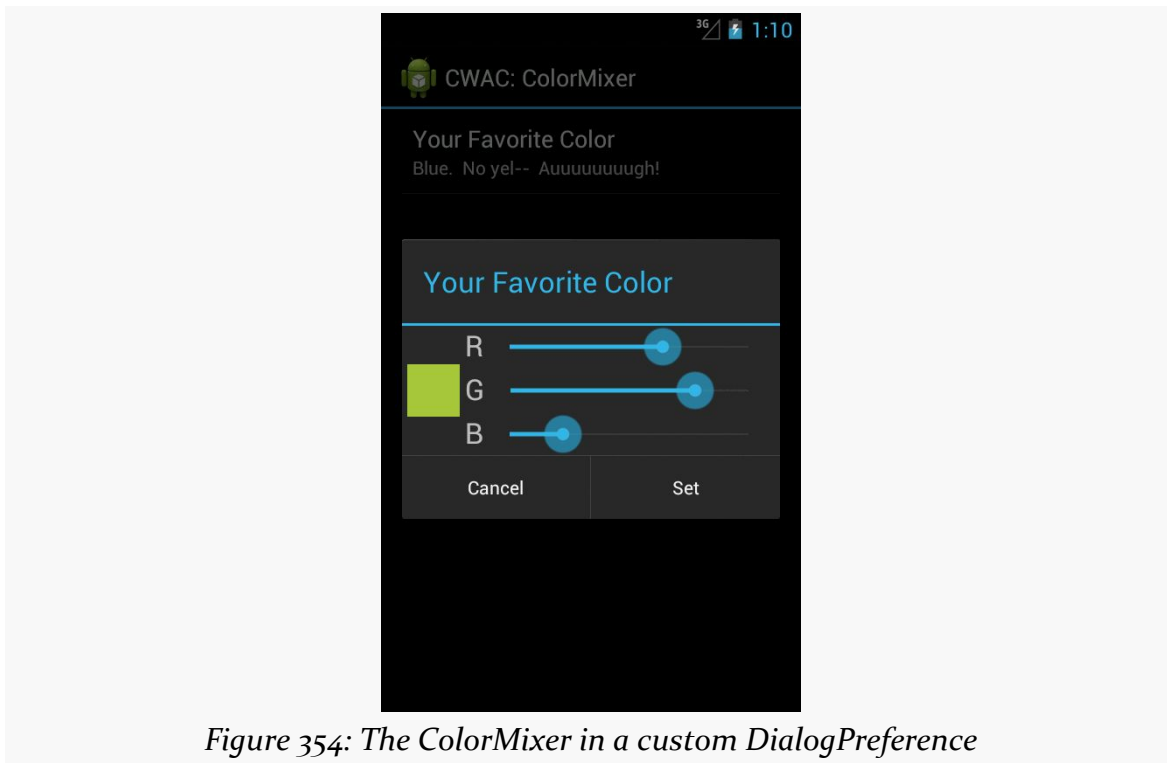 3G 1:10
CWAC: ColorMixer
Your Favorite Color
Blue. No yel-- Auuuuuuuugh!
Your Favorite Color
R
G
B
Cancel Set
Figure 354: The ColorMixer in a custom DialogPreference